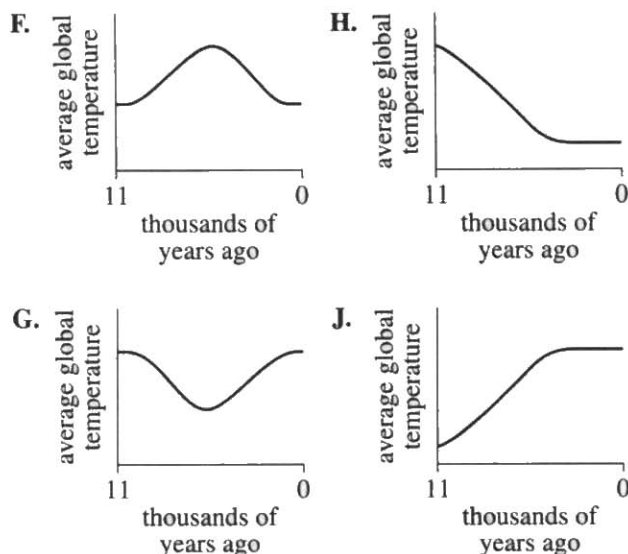 F.
average global
temperature
11
0
thousands of
years ago
H.
average global
temperature
11
0
thousands of
years ago
G.
average global
temperature
11
0
thousands of
years ago
J.
average global
temperature
11
0
thousands of
years ago